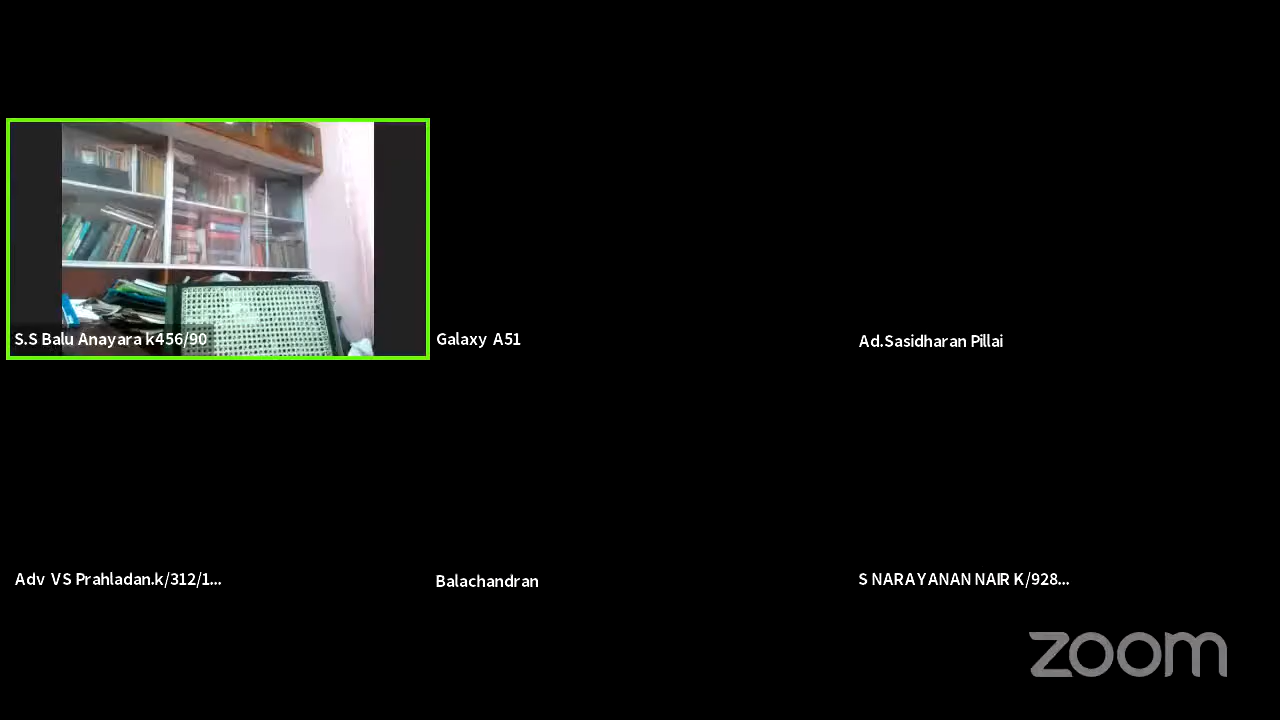 S.S Balu Anayara k456/90
Galaxy A51
Ad.Sasidharan Pillai
Adv VS Prahladan.k/312/1...
Balachandran
S NARAYANAN NAIR K/928...
zoom